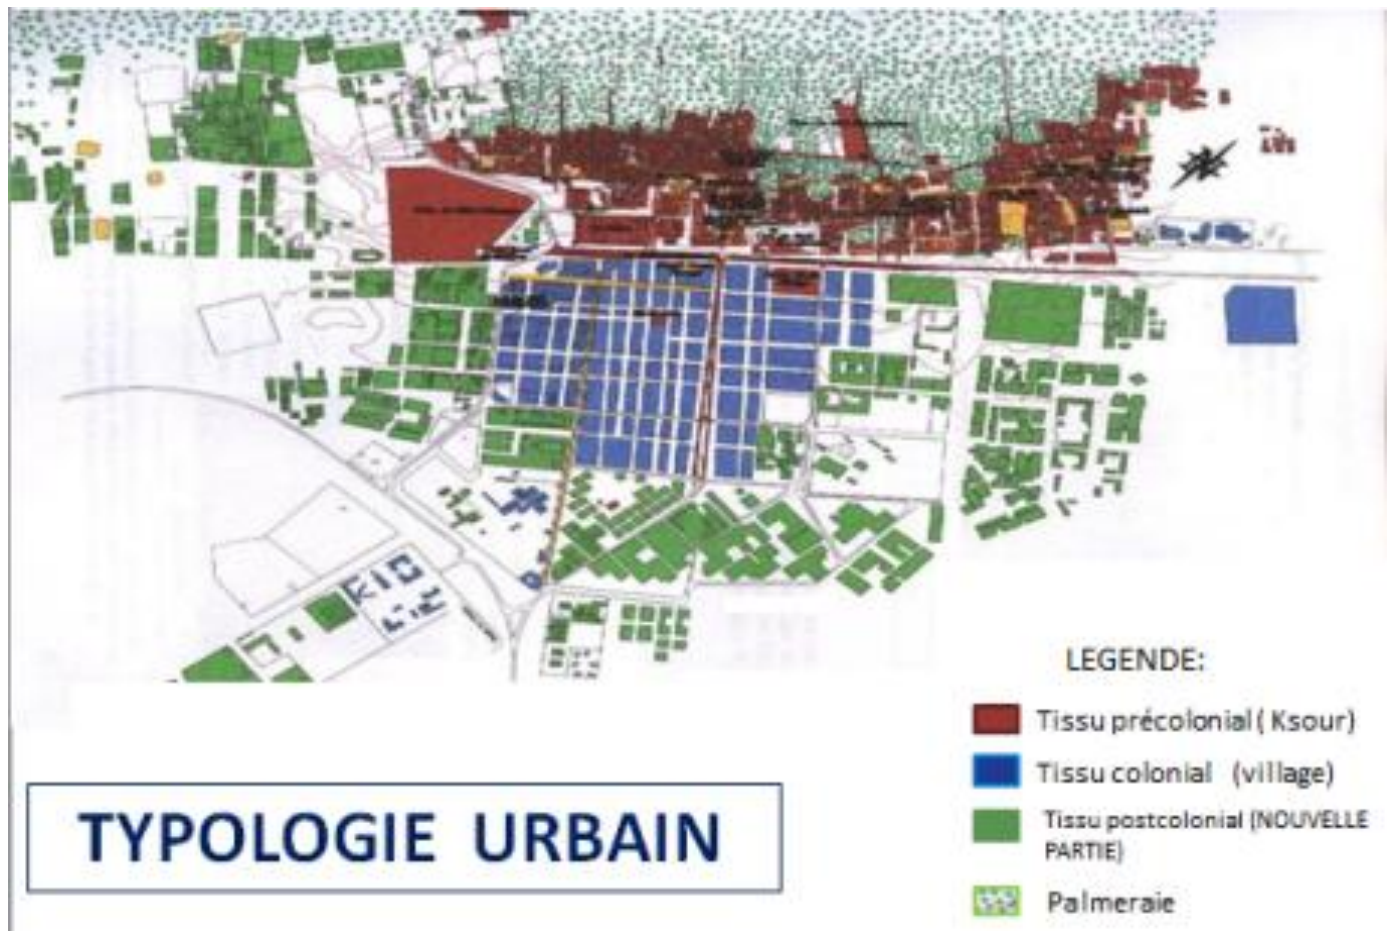 LEGENDE:
Tissu précolonial ( Ksour)
Tissu colonial (village)
Tissu postcolonial (NOUVELLE
PARTIE)
Palmeraie
TYPOLOGIE URBAIN